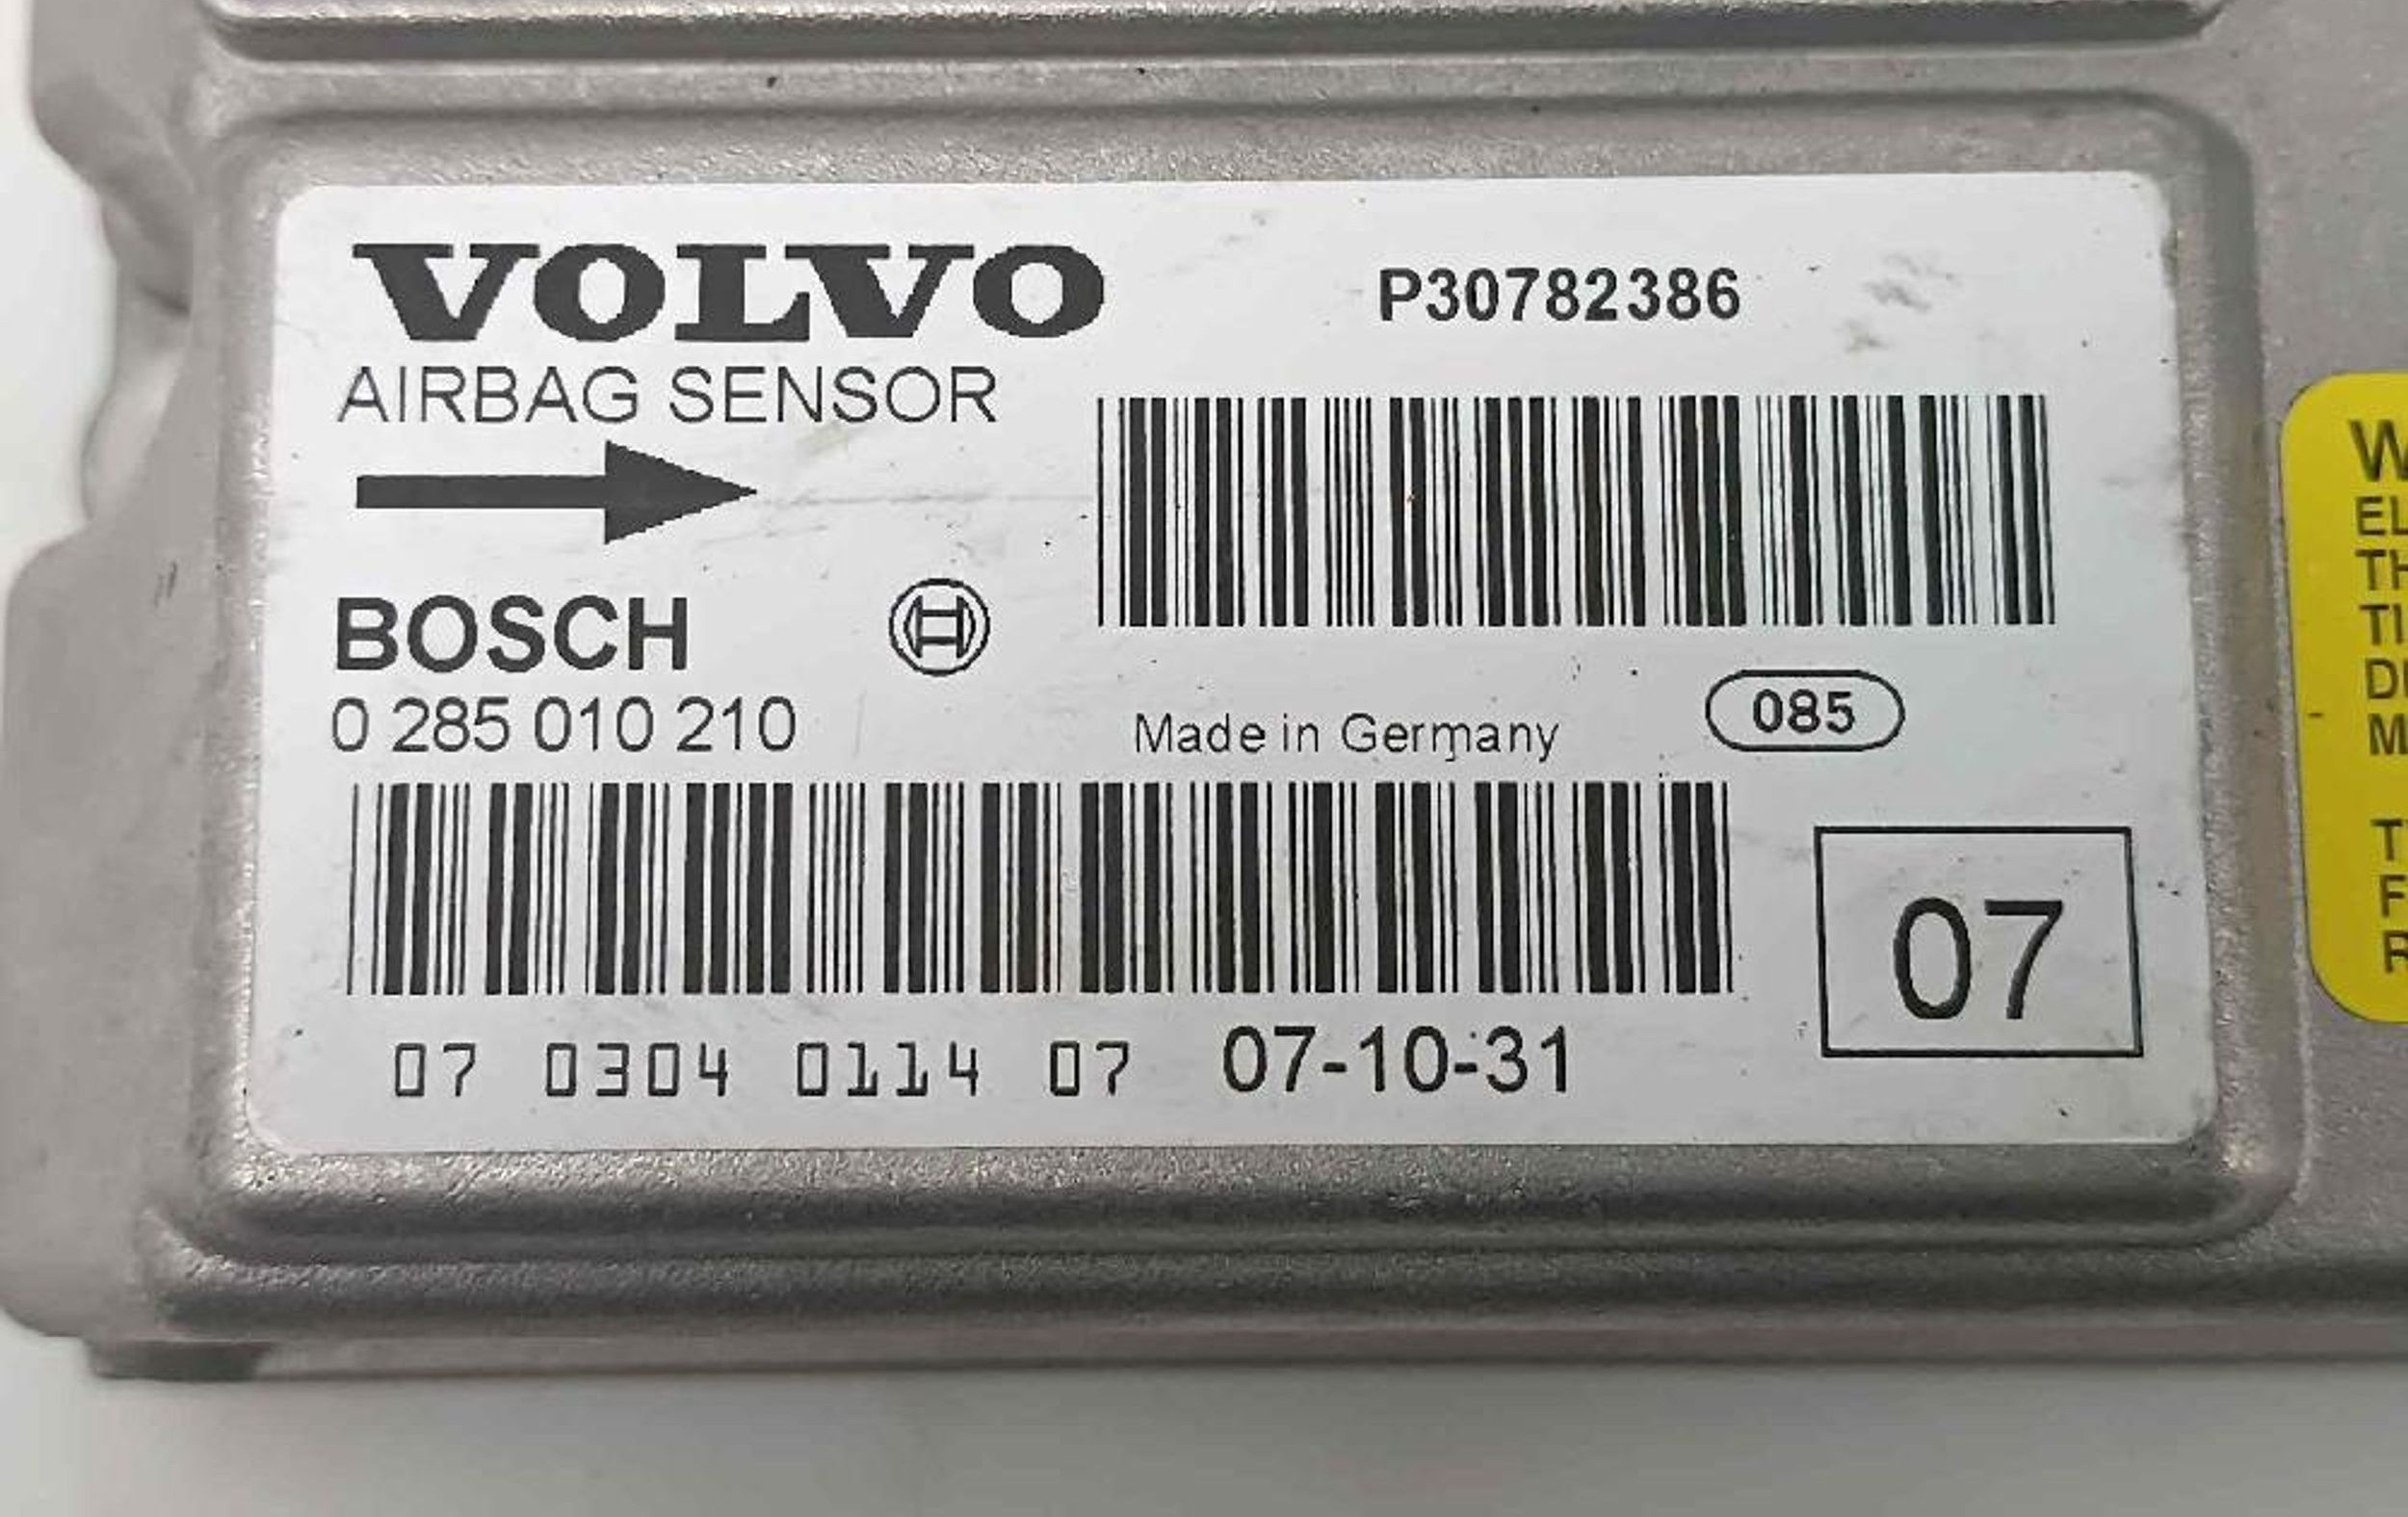 VOLVO
P30782386
AIRBAG SENSOR
BOSCH
0 285 010 210
Made in Germany
085
07
07 0304 0114 07 07-10-31